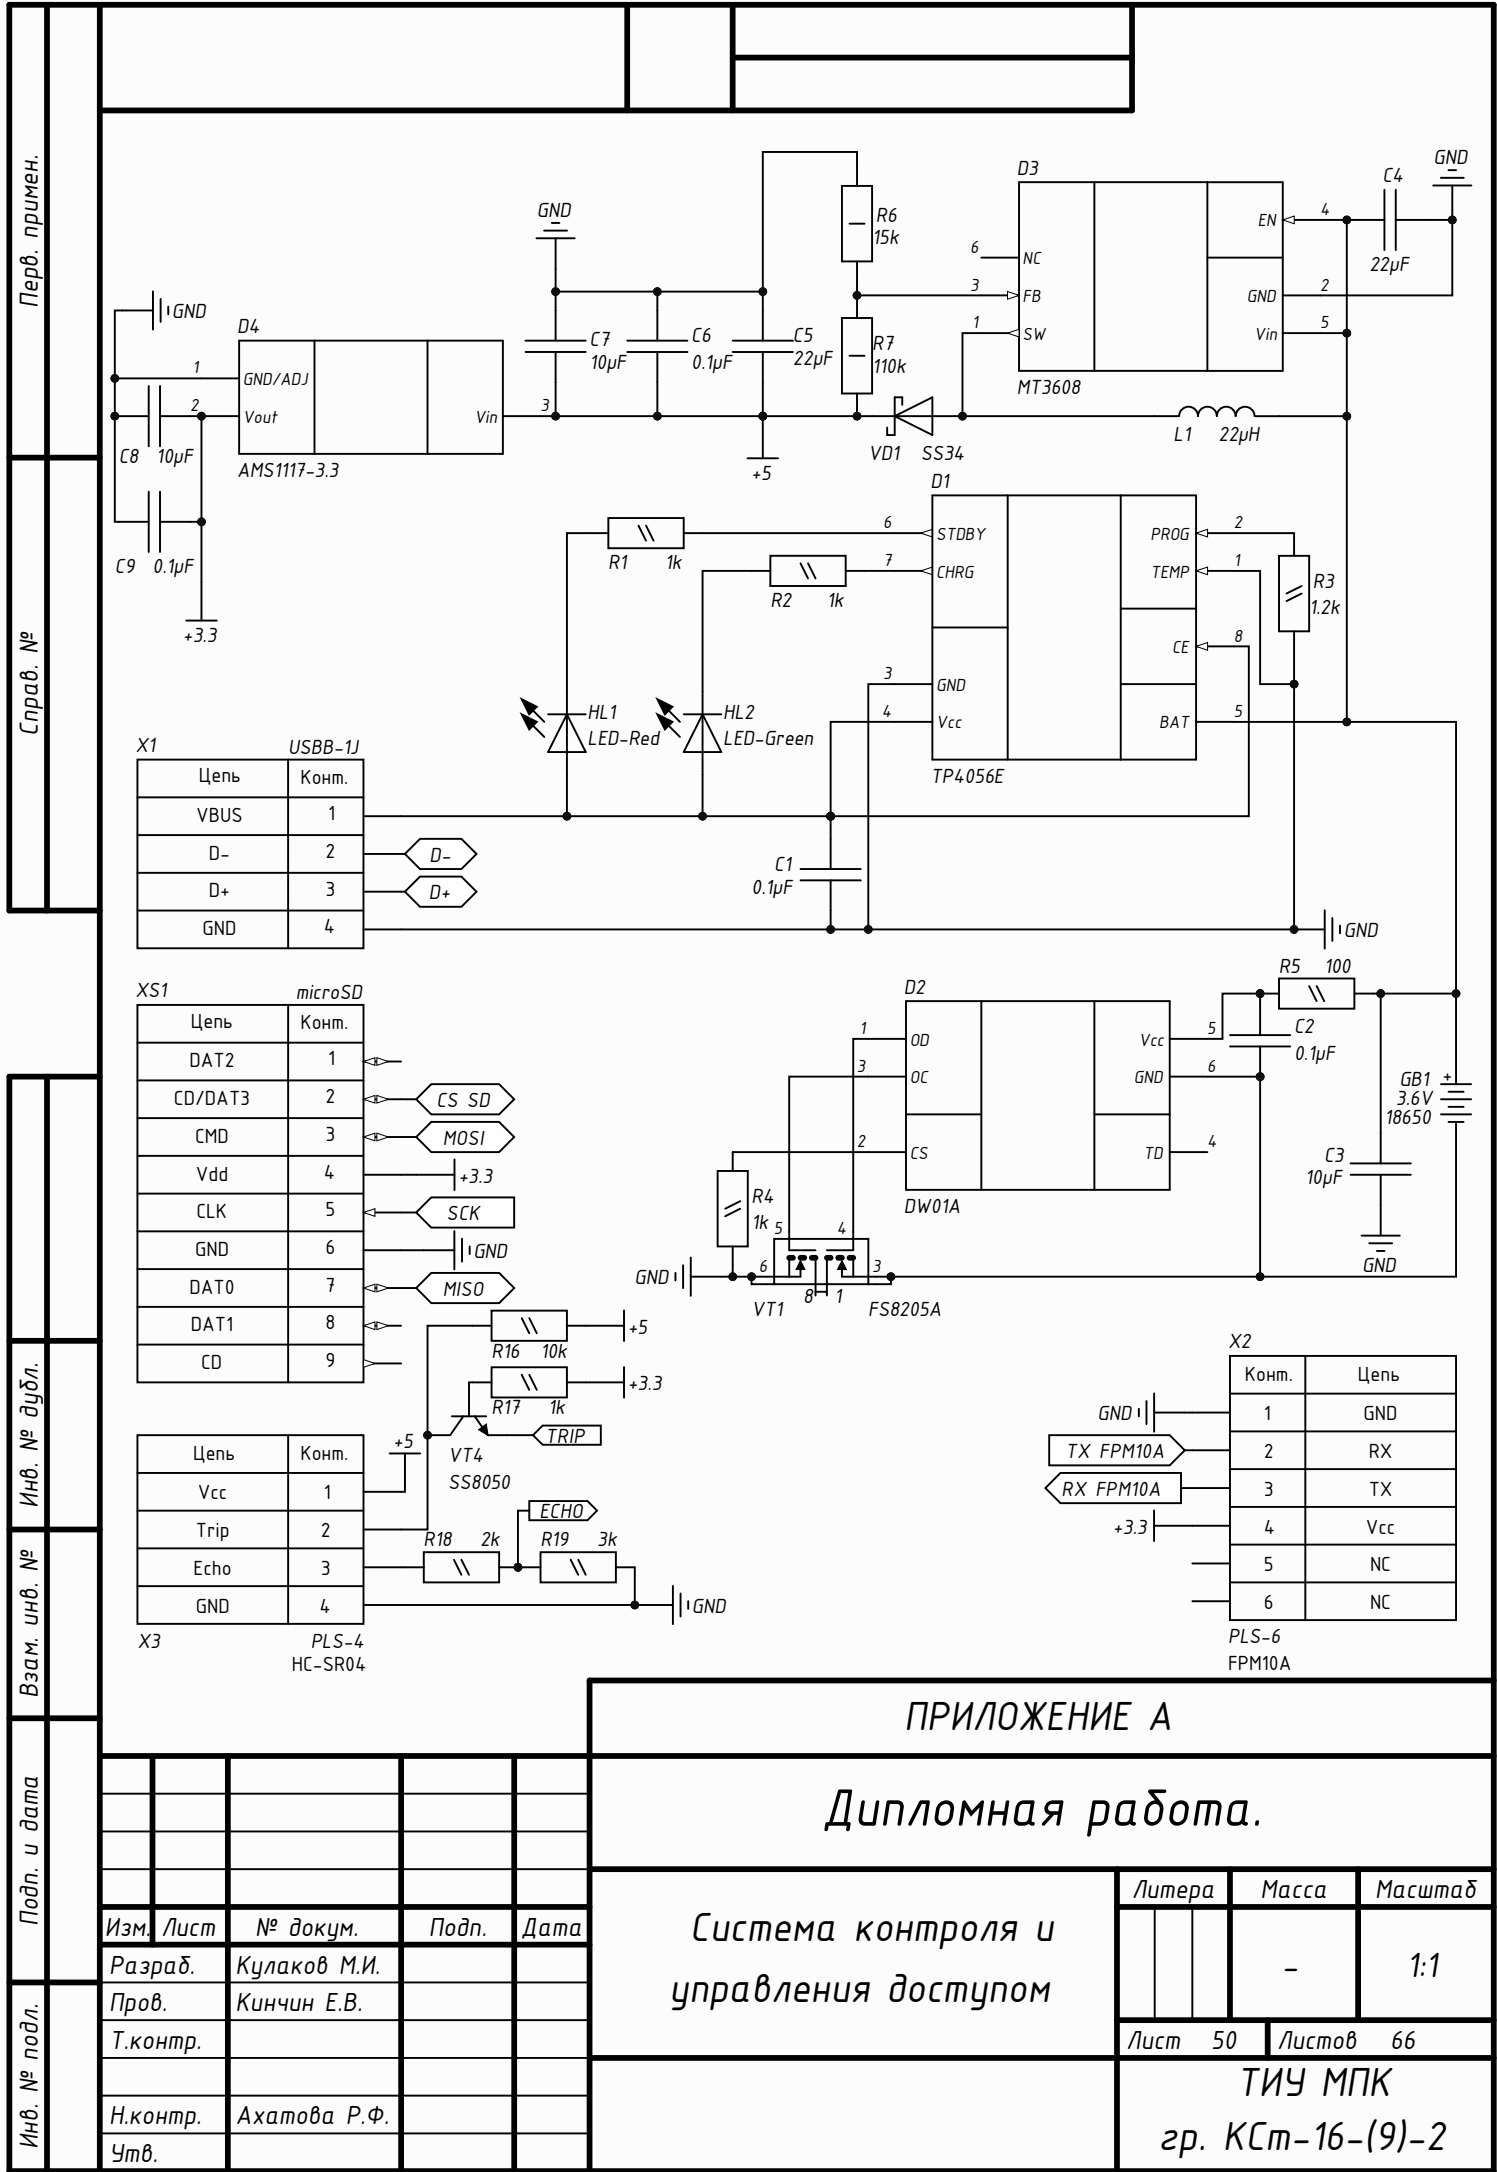 Перв. примен.
Справ. №
Инв. № дубл.
Взам. инв. №
Подп. и дата
Инв. № подл.
GND
D4
1
GND/ADJ
2
Vout
Vin
3
AMS1117-3.3
C8
10µF
C9
0.1µF
+3.3
GND
C7
10µF
C6
0.1µF
C5
22µF
+5
R6
15k
R7
110k
VD1
SS34
D3
6
NC
3
FB
1
SW
EN
4
GND
2
Vin
5
MT3608
C4
22µF
GND
L1
22µH
D1
6
STDBY
7
CHRG
3
GND
4
Vcc
PROG
2
TEMP
1
CE
8
BAT
5
TP4056E
R1
1k
R2
1k
R3
1.2k
HL1
LED-Red
HL2
LED-Green
X1
USBB-1J
Цепь
Конт.
VBUS
1
D-
2
D-
D+
3
D+
GND
4
C1
0.1µF
GND
XS1
microSD
Цепь
Конт.
DAT2
1
CD/DAT3
2
CS SD
CMD
3
MOSI
Vdd
4
+3.3
CLK
5
SCK
GND
6
GND
DAT0
7
MISO
DAT1
8
CD
9
D2
1
OD
3
OC
2
CS
Vcc
5
GND
6
TD
4
DW01A
R5
100
C2
0.1µF
GB1
+
3.6V
18650
C3
10µF
GND
R4
1k
5
4
GND
6
3
VT1
8
1
FS8205A
R16
10k
+5
R17
1k
+3.3
VT4
SS8050
TRIP
Цепь
Конт.
+5
Vcc
1
Trip
2
Echo
3
GND
4
X3
PLS-4
HC-SR04
R18
2k
ECHO
R19
3k
GND
X2
Конт.
Цепь
GND
1
GND
TX FPM10A
2
RX
RX FPM10A
3
TX
+3.3
4
Vcc
5
NC
6
NC
PLS-6
FPM10A
ПРИЛОЖЕНИЕ А
Дипломная работа.
Система контроля и
управления доступом
Литера
Масса
Масштаб
-
1:1
Лист 50
Листов 66
ТИУ МПК
гр. КСт-16-(9)-2
Изм.
Лист
№ докум.
Подп.
Дата
Разраб.
Кулаков М.И.
Пров.
Кинчин Е.В.
Т.контр.
Н.контр.
Ахатова Р.Ф.
Утв.